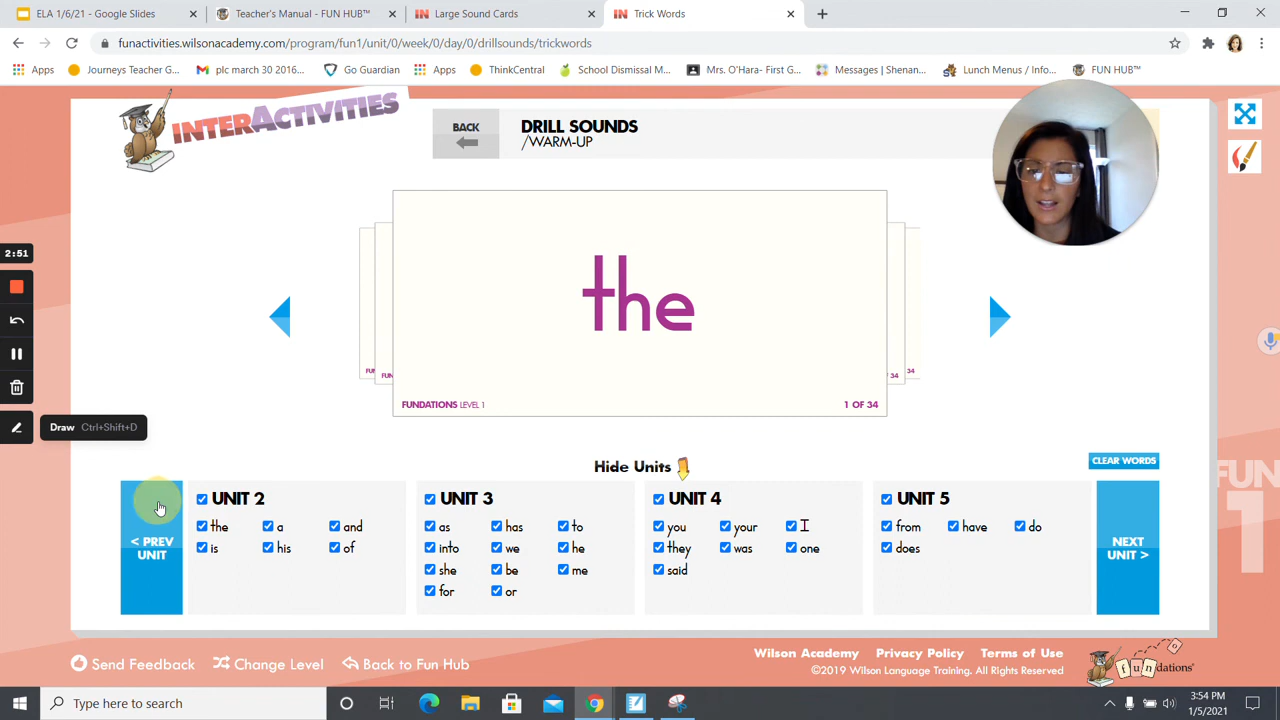 ELA 1/6/21 - Google Slides
Teacher's Manual - FUN HUB™
Large Sound Cards
Trick Words
funactivities.wilsonacademy.com/program/fun1/unit/0/week/0/day/0/drillsounds/trickwords
Apps
Journeys Teacher G...
plc march 30 2016...
Go Guardian
Apps
ThinkCentral
School Dismissal M...
Mrs. O'Hara- First G...
Messages | Shenan...
Lunch Menus / Info...
FUN HUB™
INTERACTIVITIES
BACK
DRILL SOUNDS
/WARM-UP
2:51
the
FUN
FUN
34
34
FUNDATIONS LEVEL 1
1 OF 34
Draw Ctrl+Shift+D
Hide Units
CLEAR WORDS
< PREV
UNIT
UNIT 2
the a and
is his of
UNIT 3
as has to
into we he
she be me
for or
UNIT 4
you your I
they was one
said
UNIT 5
from have do
does
NEXT
UNIT >
FUN
1
Send Feedback
Change Level
Back to Fun Hub
Wilson Academy
Privacy Policy
Terms of Use
©2019 Wilson Language Training. All Rights Reserved
fundations®
Type here to search
3:54 PM
1/5/2021